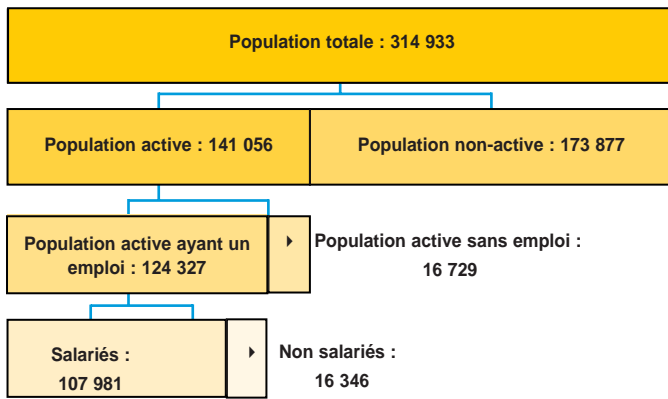 Population totale : 314 933
Population active : 141 056
Population non-active : 173 877
Population active ayant un
emploi : 124 327
Population active sans emploi :
16 729
Salariés :
107 981
Non salariés :
16 346